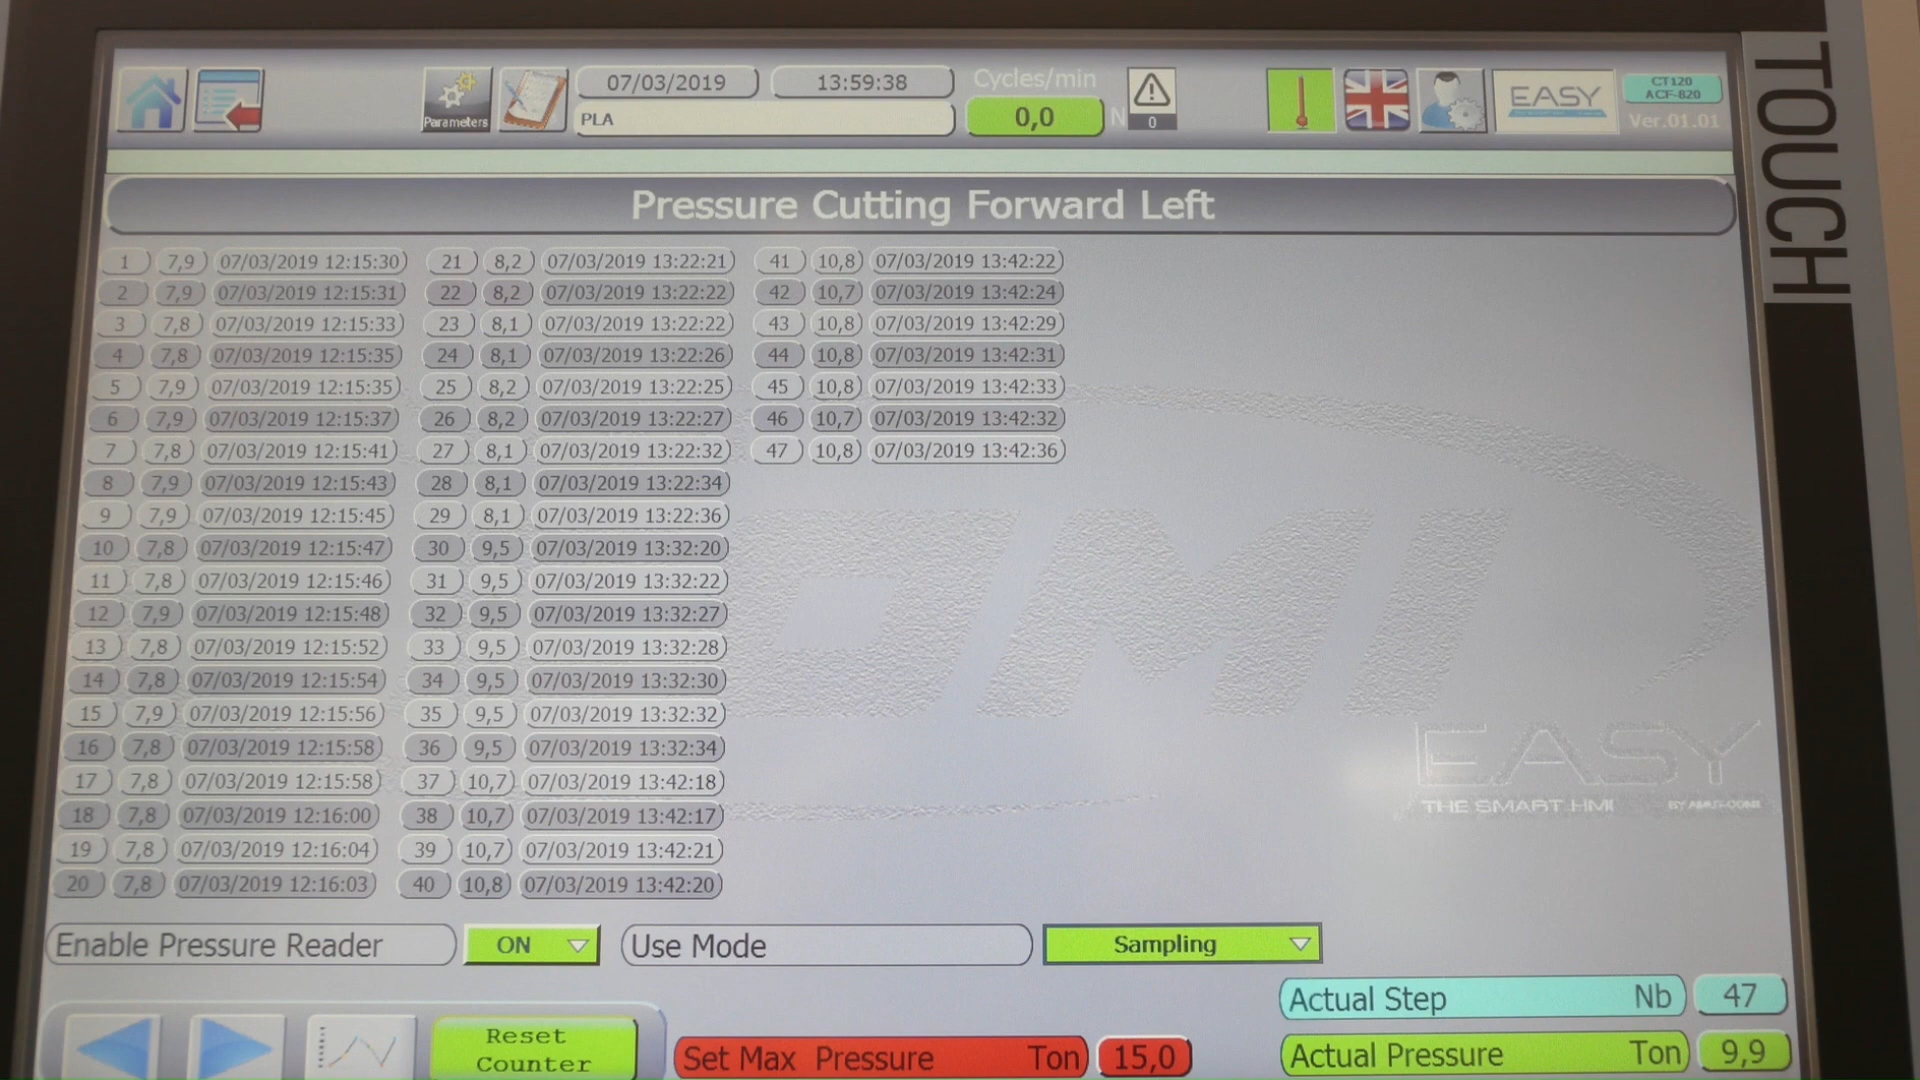 07/03/2019 13:59:38 Cycles/min
Parameters PLA 0,0 N 0
EASY CT120 ACF-820 Ver.01.01
TOUCH
Pressure Cutting Forward Left
1 7,9 07/03/2019 12:15:30 21 8,2 07/03/2019 13:22:21 41 10,8 07/03/2019 13:42:22
2 7,9 07/03/2019 12:15:31 22 8,2 07/03/2019 13:22:22 42 10,7 07/03/2019 13:42:24
3 7,8 07/03/2019 12:15:33 23 8,1 07/03/2019 13:22:22 43 10,8 07/03/2019 13:42:29
4 7,8 07/03/2019 12:15:35 24 8,1 07/03/2019 13:22:26 44 10,8 07/03/2019 13:42:31
5 7,9 07/03/2019 12:15:35 25 8,2 07/03/2019 13:22:25 45 10,8 07/03/2019 13:42:33
6 7,9 07/03/2019 12:15:37 26 8,2 07/03/2019 13:22:27 46 10,7 07/03/2019 13:42:32
7 7,8 07/03/2019 12:15:41 27 8,1 07/03/2019 13:22:32 47 10,8 07/03/2019 13:42:36
8 7,9 07/03/2019 12:15:43 28 8,1 07/03/2019 13:22:34
9 7,9 07/03/2019 12:15:45 29 8,1 07/03/2019 13:22:36
10 7,8 07/03/2019 12:15:47 30 9,5 07/03/2019 13:32:20
11 7,8 07/03/2019 12:15:46 31 9,5 07/03/2019 13:32:22
12 7,9 07/03/2019 12:15:48 32 9,5 07/03/2019 13:32:27
13 7,8 07/03/2019 12:15:52 33 9,5 07/03/2019 13:32:28
14 7,8 07/03/2019 12:15:54 34 9,5 07/03/2019 13:32:30
15 7,9 07/03/2019 12:15:56 35 9,5 07/03/2019 13:32:32
16 7,8 07/03/2019 12:15:58 36 9,5 07/03/2019 13:32:34
17 7,8 07/03/2019 12:15:58 37 10,7 07/03/2019 13:42:18
18 7,8 07/03/2019 12:16:00 38 10,7 07/03/2019 13:42:17
19 7,8 07/03/2019 12:16:04 39 10,7 07/03/2019 13:42:21
20 7,8 07/03/2019 12:16:03 40 10,8 07/03/2019 13:42:20
EASY
THE SMART HMI
Enable Pressure Reader ON Use Mode Sampling
Actual Step Nb 47
Reset Counter
Set Max Pressure Ton 15,0
Actual Pressure Ton 9,9